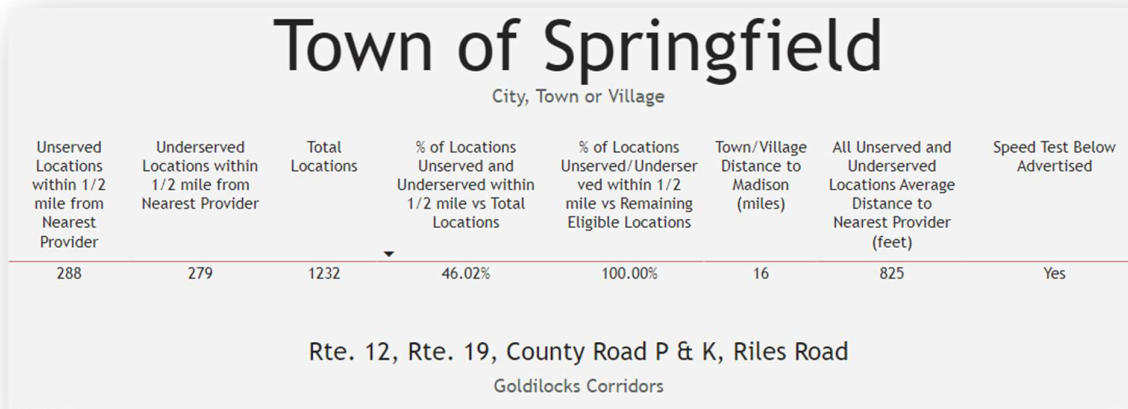 Town of Springfield
City, Town or Village
Unserved
Locations
within 1/2
mile from
Nearest
Provider
Underserved
Locations within
1/2 mile from
Nearest Provider
Total
Locations
% of Locations
Unserved and
Underserved within
1/2 mile vs Total
Locations
% of Locations
Unserved/Underser
ved within 1/2
mile vs Remaining
Eligible Locations
Town/Village
Distance to
Madison
(miles)
All Unserved and
Underserved
Locations Average
Distance to
Nearest Provider
(feet)
Speed Test Below
Advertised
288 279 1232 46.02% 100.00% 16 825 Yes
Rte. 12, Rte. 19, County Road P & K, Riles Road
Goldilocks Corridors